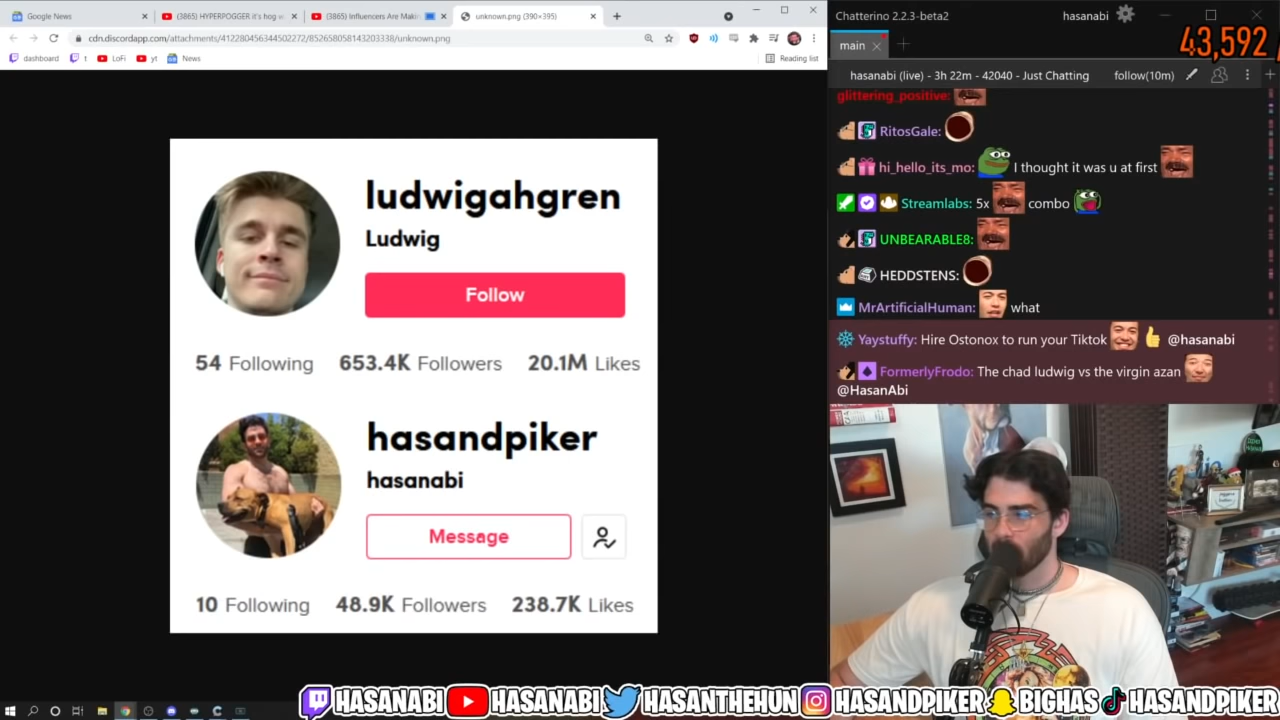 Google News
(3865) HYPERPOGGER it's hog w
(3865) Influencers Are Makin
unknown.png (390×395)
cdn.discordapp.com/attachments/412280456344502272/852658058143203338/unknown.png
dashboard
t
LoFi
yt
News
Reading list
ludwigahgren
Ludwig
Follow
54 Following 653.4K Followers 20.1M Likes
hasandpiker
hasanabi
Message
10 Following 48.9K Followers 238.7K Likes
Chatterino 2.2.3-beta2
hasanabi
43,592
main
hasanabi (live) - 3h 22m - 42040 - Just Chatting
follow(10m)
glittering_positive:
RitosGale:
hi_hello_its_mo: I thought it was u at first
Streamlabs: 5x combo
UNBEARABLE8:
HEDDSTENS:
MrArtificialHuman: what
Yaystuffy: Hire Ostonox to run your Tiktok @hasanabi
FormerlyFrodo: The chad ludwig vs the virgin azan
@HasanAbi
HASANABI HASANABI HASANTHEHUN HASANDPIKER BIGHAS HASANDPIKER